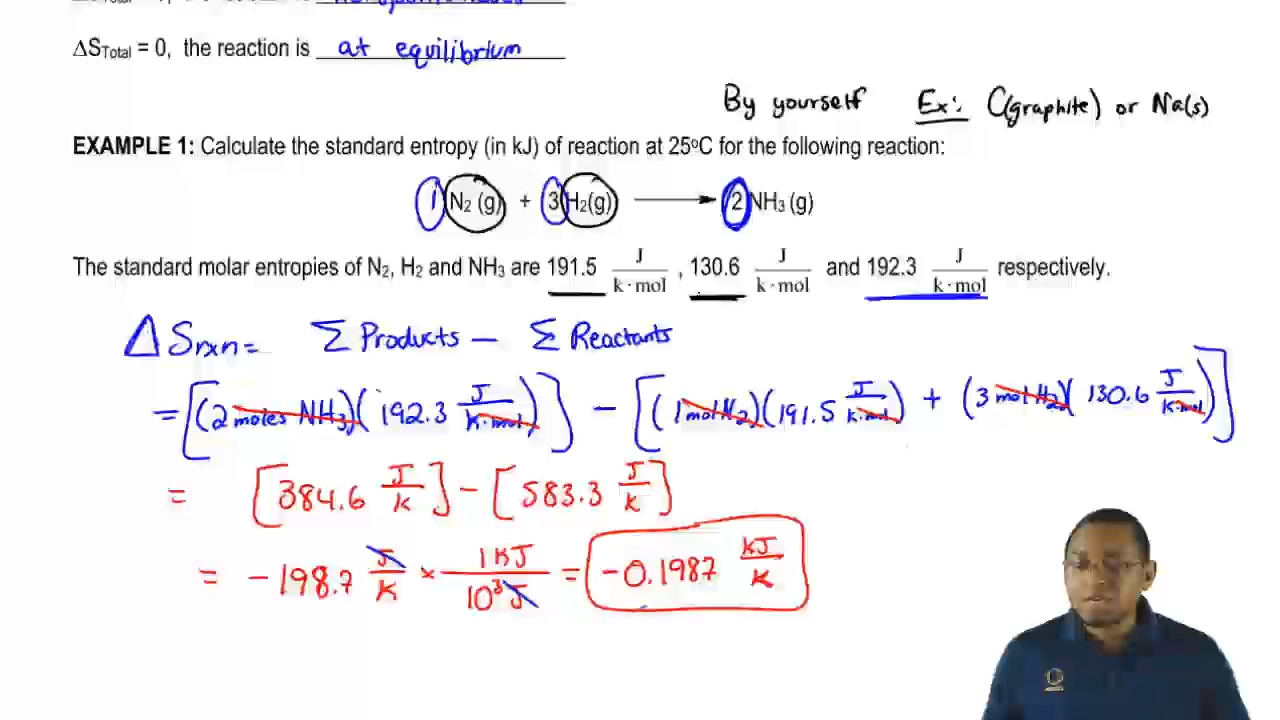 ΔS_Total = 0, the reaction is at equilibrium
By yourself Ex: C(graphite) or Na(s)
EXAMPLE 1: Calculate the standard entropy (in kJ) of reaction at 25°C for the following reaction:
1 N₂ (g) + 3 H₂(g) → 2 NH₃ (g)
The standard molar entropies of N₂, H₂ and NH₃ are 191.5 J/k·mol , 130.6 J/k·mol and 192.3 J/k·mol respectively.
ΔSrxn = Σ Products − Σ Reactants
= [(2 moles NH₃)(192.3 J/k·mol)] − [(1 mol N₂)(191.5 J/k·mol) + (3 mol H₂)(130.6 J/k·mol)]
= [384.6 J/K] − [583.3 J/K]
= −198.7 J/K × 1 kJ/10³ J = −0.1987 kJ/K